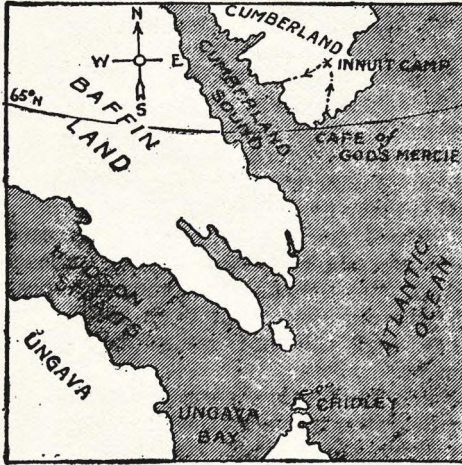 N
W E
S
CUMBERLAND
CUMBERLAND
SOUND
× INNUIT CAMP
65°N
BAFFIN
LAND
CAFE of
GODS MERCIE
HUDSON
STRAITS
ATLANTIC
OCEAN
UNGAVA
UNGAVA
BAY
CRIDLEY